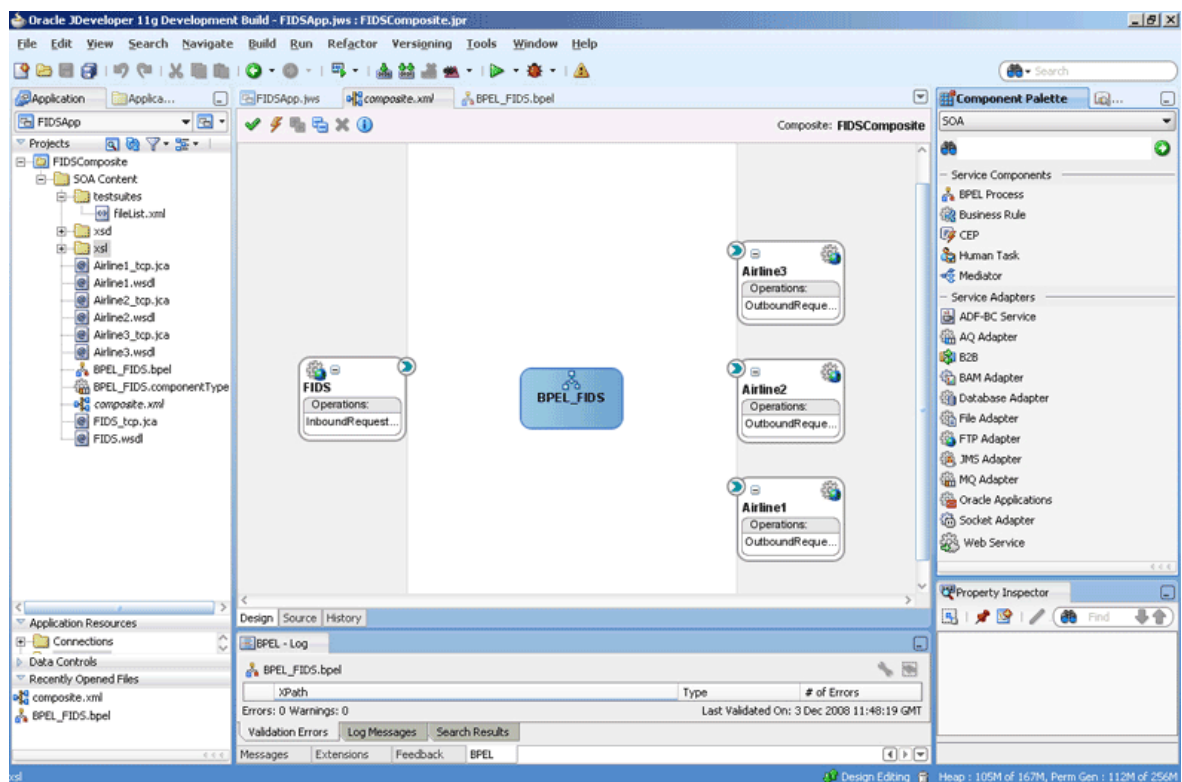 Oracle JDeveloper 11g Development Build - FIDSApp.jws : FIDSComposite.jpr
File Edit View Search Navigate Build Run Refactor Versioning Tools Window Help
Search
Application Applica...
FIDSApp
Projects
FIDSComposite
SOA Content
testsuites
fileList.xml
xsd
xsl
Airline1_tcp.jca
Airline1.wsdl
Airline2_tcp.jca
Airline2.wsdl
Airline3_tcp.jca
Airline3.wsdl
BPEL_FIDS.bpel
BPEL_FIDS.componentType
composite.xml
FIDS_tcp.jca
FIDS.wsdl
Application Resources
Connections
Data Controls
Recently Opened Files
composite.xml
BPEL_FIDS.bpel
FIDSApp.jws composite.xml BPEL_FIDS.bpel
Composite: FIDSComposite
FIDS
Operations:
InboundRequest...
BPEL_FIDS
Airline3
Operations:
OutboundReque...
Airline2
Operations:
OutboundReque...
Airline1
Operations:
OutboundReque...
Design Source History
BPEL - Log
BPEL_FIDS.bpel
XPath Type # of Errors
Errors: 0 Warnings: 0 Last Validated On: 3 Dec 2008 11:48:19 GMT
Validation Errors Log Messages Search Results
Messages Extensions Feedback BPEL
Component Palette
SOA
Service Components
BPEL Process
Business Rule
CEP
Human Task
Mediator
Service Adapters
ADF-BC Service
AQ Adapter
B2B
BAM Adapter
Database Adapter
File Adapter
FTP Adapter
JMS Adapter
MQ Adapter
Oracle Applications
Socket Adapter
Web Service
Property Inspector
Find
xsl
Design Editing Heap : 105M of 167M, Perm Gen : 112M of 256M